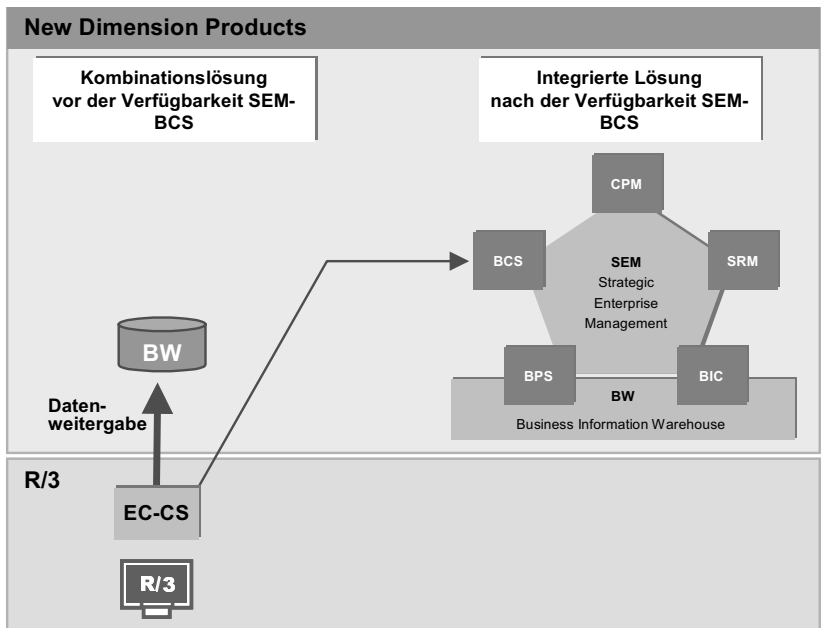 New Dimension Products
Kombinationslösung
vor der Verfügbarkeit SEM-
BCS
Integrierte Lösung
nach der Verfügbarkeit SEM-
BCS
CPM
BCS
SEM
Strategic
Enterprise
Management
SRM
BW
Daten-
weitergabe
BPS
BIC
BW
Business Information Warehouse
R/3
EC-CS
R/3